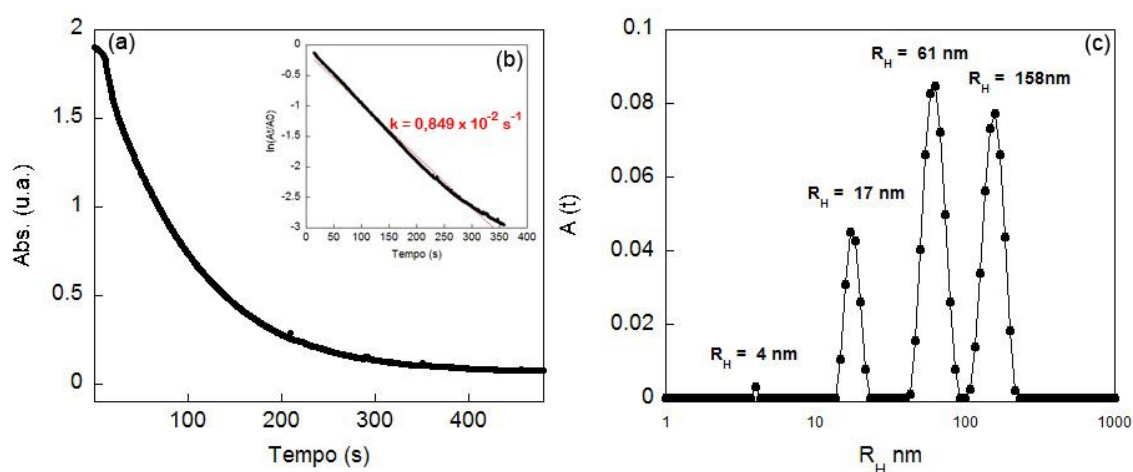 (a)
Abs. (u.a.)
2
1.5
1
0.5
0
100 200 300 400
Tempo (s)
(b)
ln(At/A0)
0
-0.5
-1.0
-1.5
-2.0
-2.5
-3
k = 0,849 x 10⁻² s⁻¹
0 50 100 150 200 250 300 350 400
Tempo (s)
(c)
A (t)
0.1
0.08
0.06
0.04
0.02
0
R_H = 4 nm
R_H = 17 nm
R_H = 61 nm
R_H = 158nm
1 10 100 1000
R_H nm